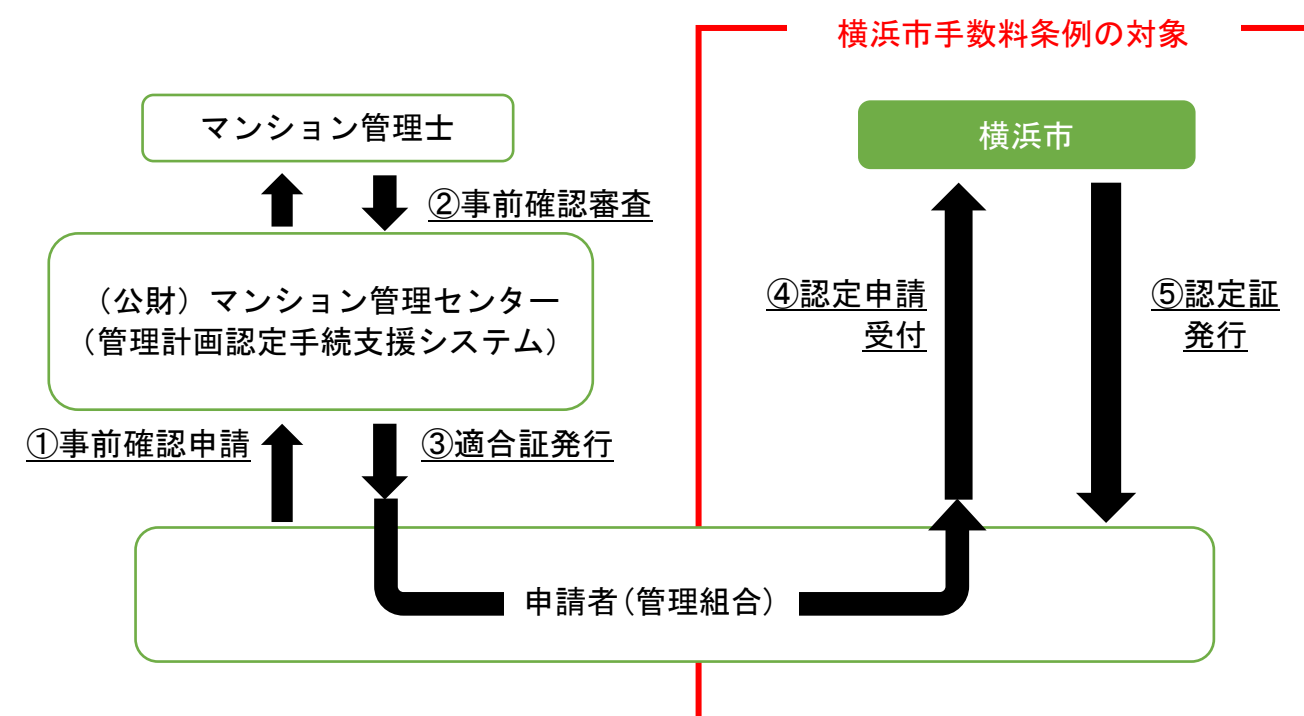 横浜市手数料条例の対象
マンション管理士
横浜市
②事前確認審査
（公財）マンション管理センター
（管理計画認定手続支援システム）
④認定申請
受付
⑤認定証
発行
①事前確認申請
③適合証発行
申請者（管理組合）